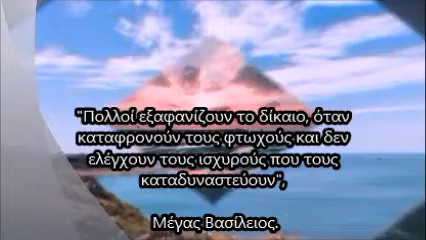 "Πολλοί εξαφανίζουν το δίκαιο, όταν
καταφρονούν τους φτωχούς και δεν
ελέγχουν τους ισχυρούς που τους
καταδυναστεύουν",
Μέγας Βασίλειος.